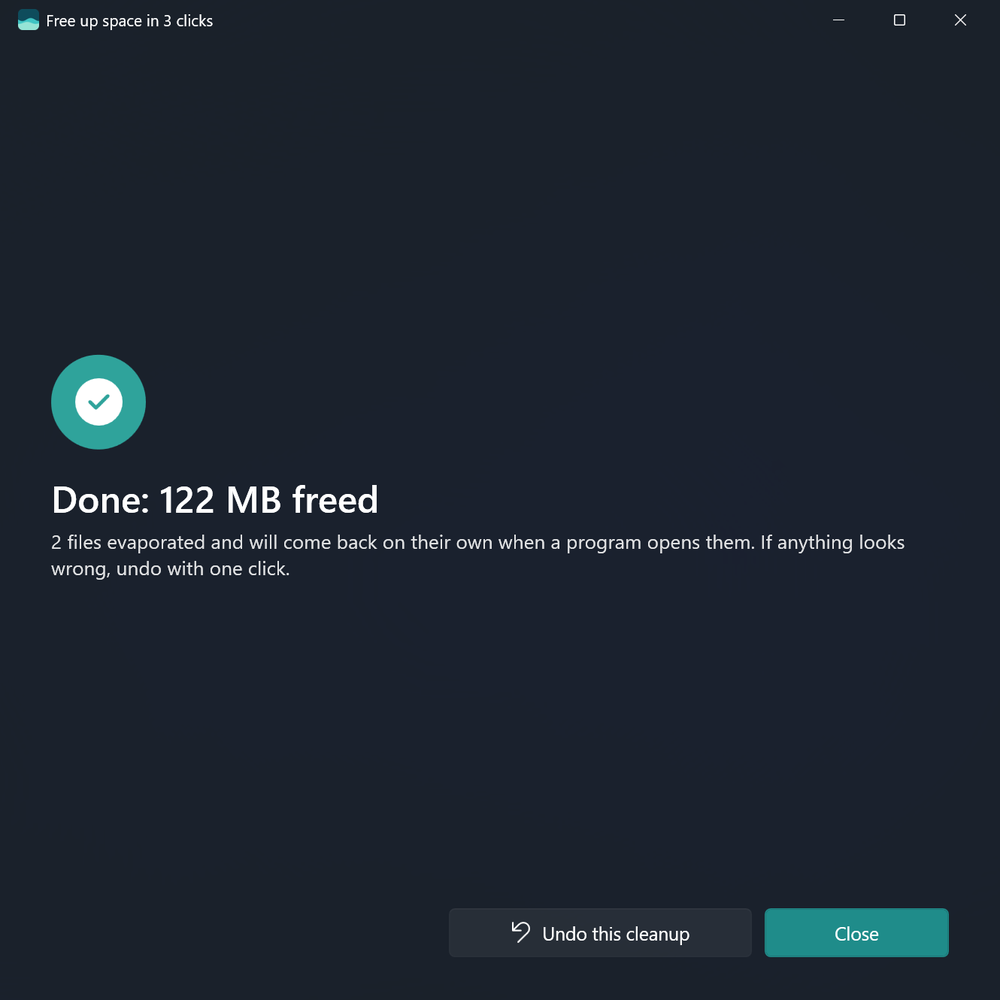 Free up space in 3 clicks
Done: 122 MB freed
2 files evaporated and will come back on their own when a program opens them. If anything looks
wrong, undo with one click.
Undo this cleanup
Close